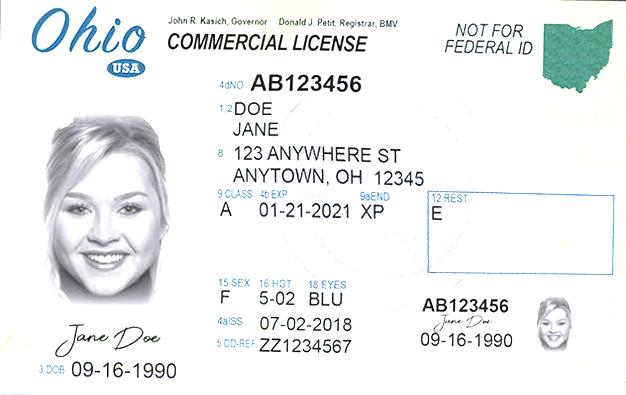 Ohio
USA
John R. Kasich, Governor Donald J. Petit, Registrar, BMV
COMMERCIAL LICENSE
NOT FOR
FEDERAL ID
4dNO AB123456
1,2 DOE
JANE
8 123 ANYWHERE ST
ANYTOWN, OH 12345
9 CLASS 4b EXP 9aEND 12 REST
A 01-21-2021 XP E
15 SEX 16 HGT 18 EYES
F 5-02 BLU
4aISS 07-02-2018
5 DD-REF ZZ1234567
Jane Doe
3 DOB 09-16-1990
AB123456
Jane Doe
09-16-1990